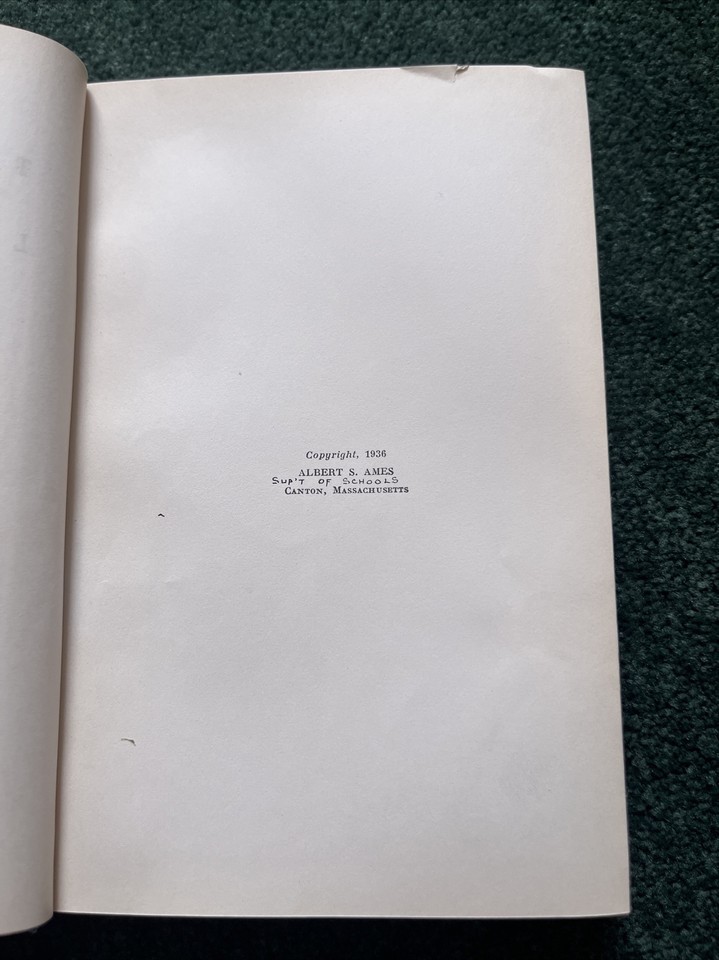 Copyright, 1936
ALBERT S. AMES
SUP'T OF SCHOOLS
CANTON, MASSACHUSETTS